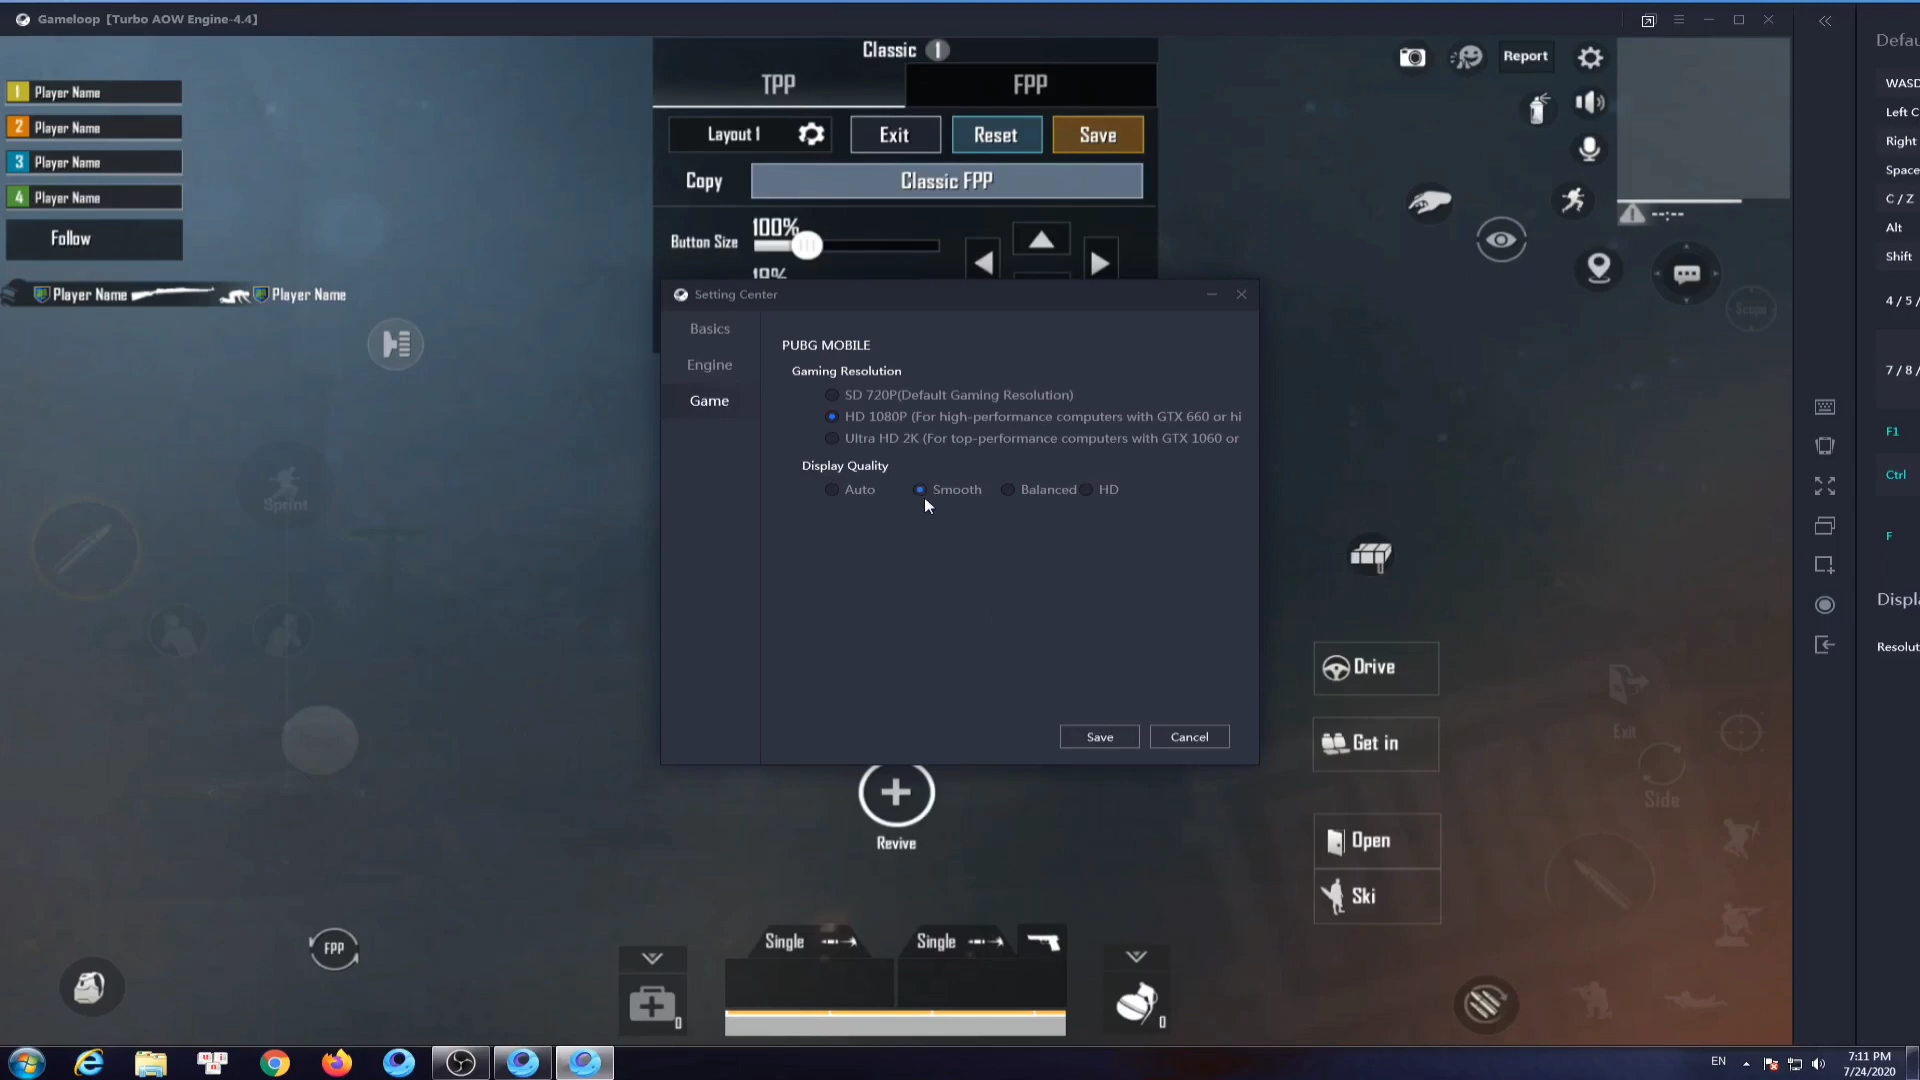 Gameloop [Turbo AOW Engine-4.4]
Classic 1
TPP FPP
Layout 1 Exit Reset Save
Copy Classic FPP
Button Size 100%
Report
1 Player Name
2 Player Name
3 Player Name
4 Player Name
Follow
Player Name Player Name
Sprint
Setting Center
Basics
Engine
Game
PUBG MOBILE
Gaming Resolution
SD 720P(Default Gaming Resolution)
HD 1080P (For high-performance computers with GTX 660 or hi
Ultra HD 2K (For top-performance computers with GTX 1060 or
Display Quality
Auto Smooth Balanced HD
Save Cancel
Revive
Scope
Drive
Get in
Open
Ski
Exit
Side
FPP
Single
Single
0
0
Defau
WASD
Left C
Right
Space
C / Z
Alt
Shift
4 / 5 /
7 / 8 /
F1
Ctrl
F
Displa
Resolut
EN
7:11 PM
7/24/2020